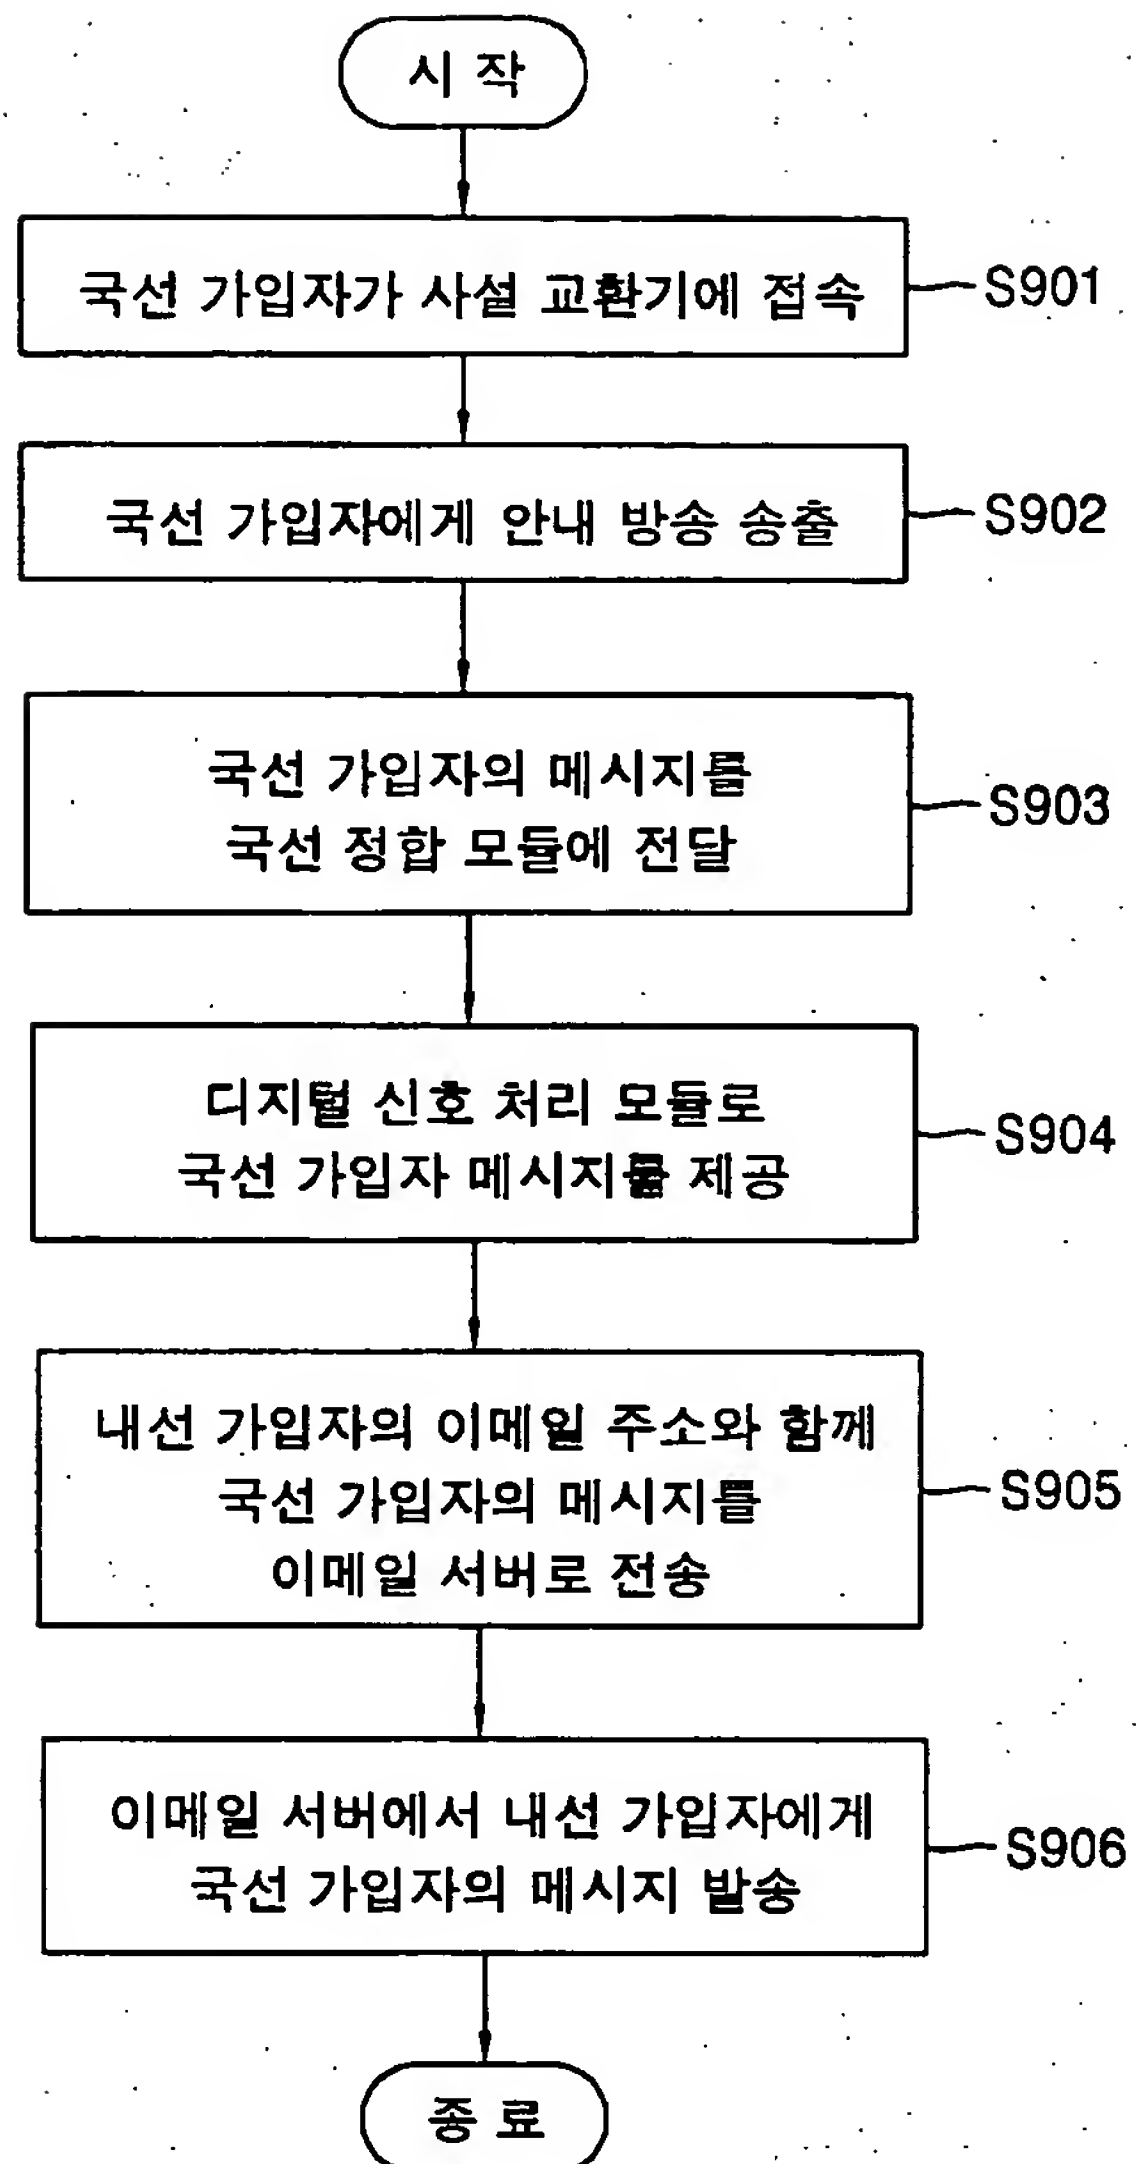 시 작
국선 가입자가 사설 교환기에 접속
S901
국선 가입자에게 안내 방송 송출
S902
국선 가입자의 메시지를
국선 정합 모듈에 전달
S903
디지털 신호 처리 모듈로
국선 가입자 메시지를 제공
S904
내선 가입자의 이메일 주소와 함께
국선 가입자의 메시지를
이메일 서버로 전송
S905
이메일 서버에서 내선 가입자에게
국선 가입자의 메시지 발송
S906
종 료